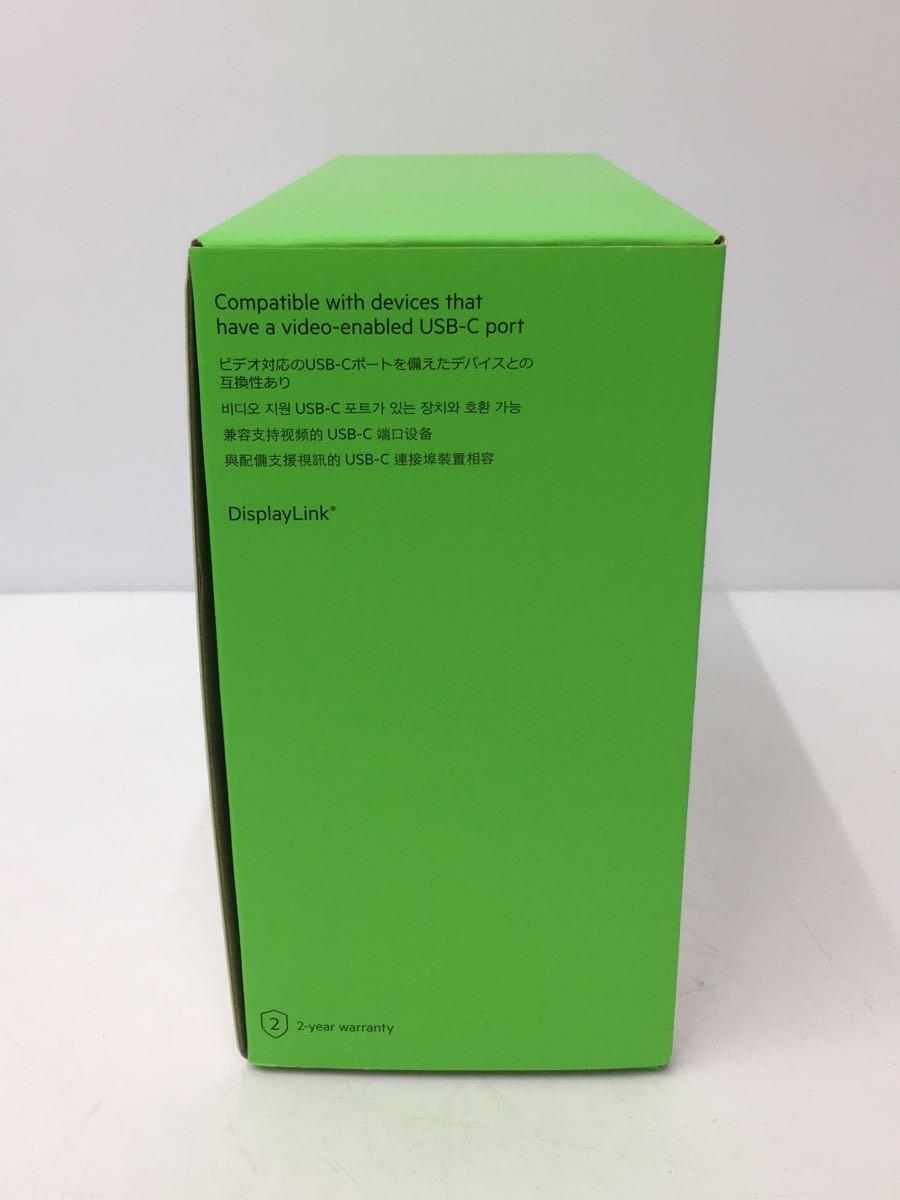 Compatible with devices that
have a video-enabled USB-C port
ビデオ対応のUSB-Cポートを備えたデバイスとの
互換性あり
비디오 지원 USB-C 포트가 있는 장치와 호환 가능
兼容支持视频的 USB-C 端口设备
與配備支援視訊的 USB-C 連接埠裝置相容
DisplayLink®
2 2-year warranty